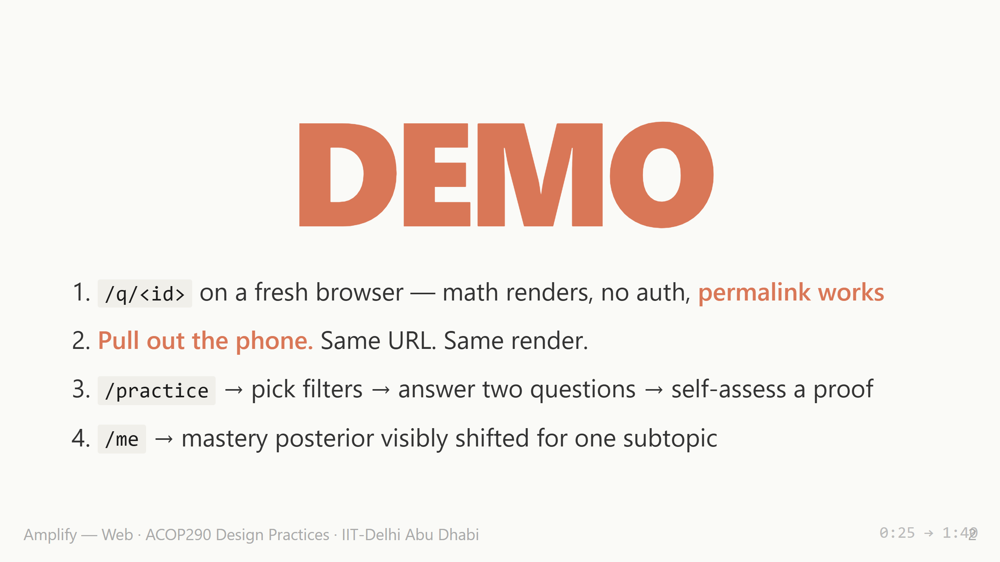 DEMO
1. /q/<id> on a fresh browser — math renders, no auth, permalink works
2. Pull out the phone. Same URL. Same render.
3. /practice → pick filters → answer two questions → self-assess a proof
4. /me → mastery posterior visibly shifted for one subtopic
Amplify — Web · ACOP290 Design Practices · IIT-Delhi Abu Dhabi
0:25 → 1:40
2